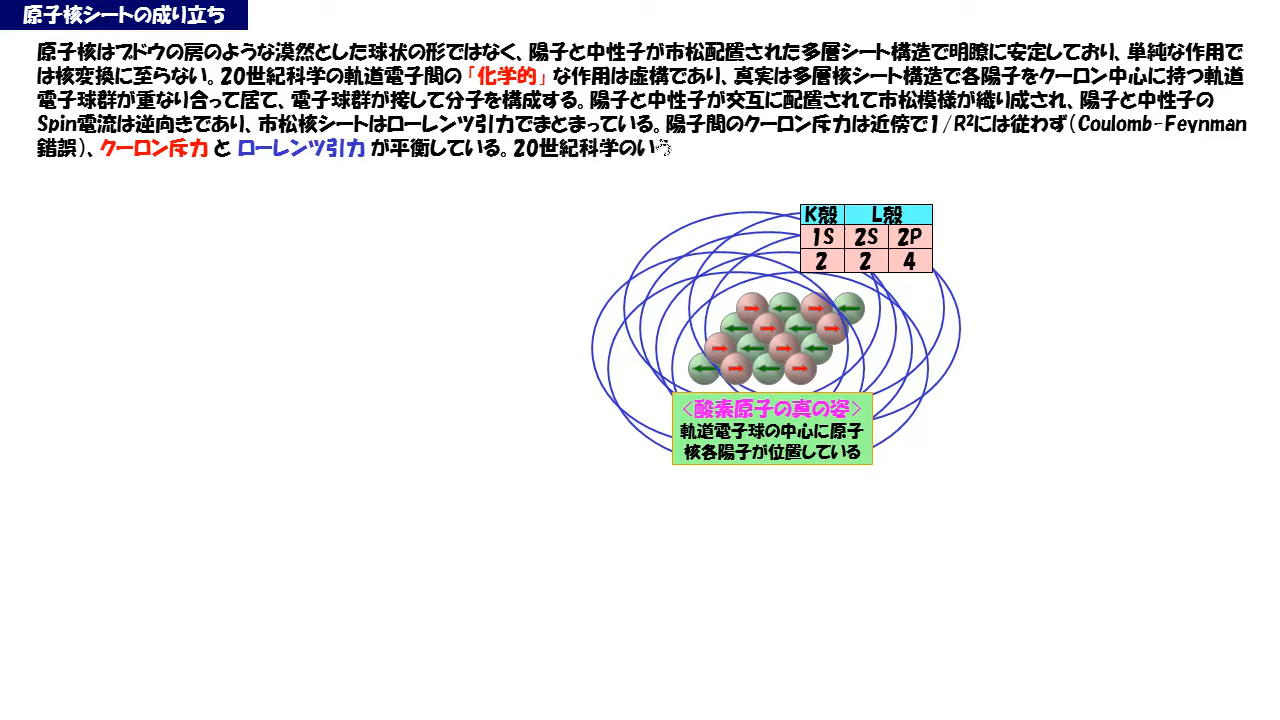 原子核シートの成り立ち
原子核はブドウの房のような漠然とした球状の形ではなく、陽子と中性子が市松配置された多層シート構造で明瞭に安定しており、単純な作用で
は核変換に至らない。20世紀科学の軌道電子間の「化学的」な作用は虚構であり、真実は多層核シート構造で各陽子をクーロン中心に持つ軌道
電子球群が重なり合って居て、電子球群が接して分子を構成する。陽子と中性子が交互に配置されて市松模様が織り成され、陽子と中性子の
Spin電流は逆向きであり、市松核シートはローレンツ引力でまとまっている。陽子間のクーロン斥力は近傍で1/R²には従わず（Coulomb-Feynman
錯誤）、クーロン斥力 と ローレンツ引力 が平衡している。20世紀科学のい
K殻 L殻
1S 2S 2P
2 2 4
<酸素原子の真の姿>
軌道電子球の中心に原子
核各陽子が位置している